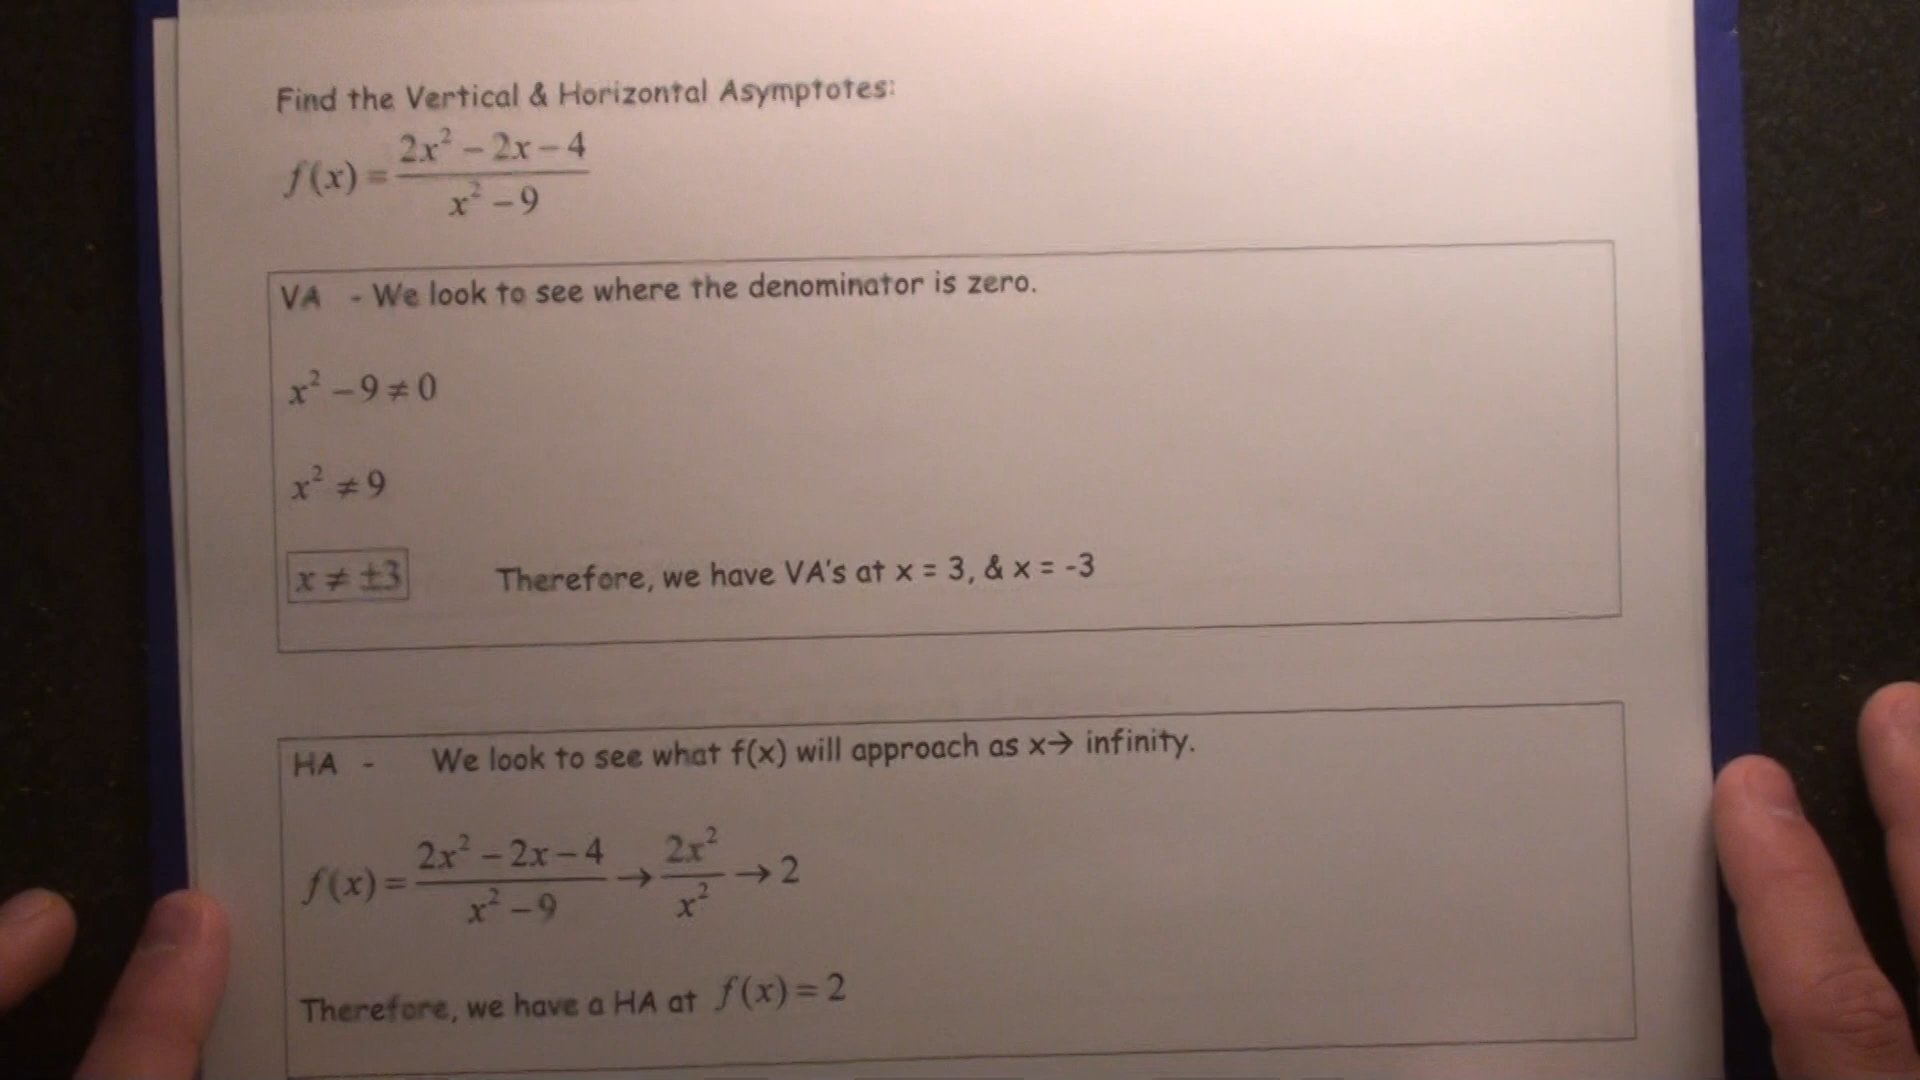 Find the Vertical & Horizontal Asymptotes:
f(x) = (2x² – 2x – 4)/(x² – 9)
VA - We look to see where the denominator is zero.
x² – 9 ≠ 0
x² ≠ 9
x ≠ ±3 Therefore, we have VA's at x = 3, & x = -3
HA - We look to see what f(x) will approach as x→ infinity.
f(x) = (2x² – 2x – 4)/(x² – 9) → 2x²/x² → 2
Therefore, we have a HA at f(x) = 2